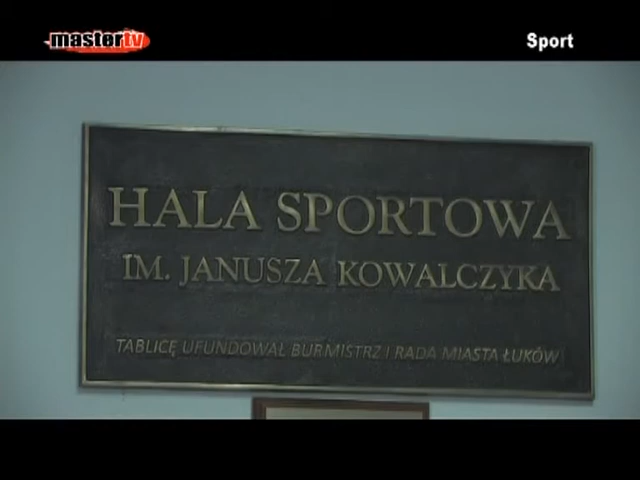 mastertv
Sport
HALA SPORTOWA
IM. JANUSZA KOWALCZYKA
TABLICĘ UFUNDOWAŁ BURMISTRZ I RADA MIASTA ŁUKÓW